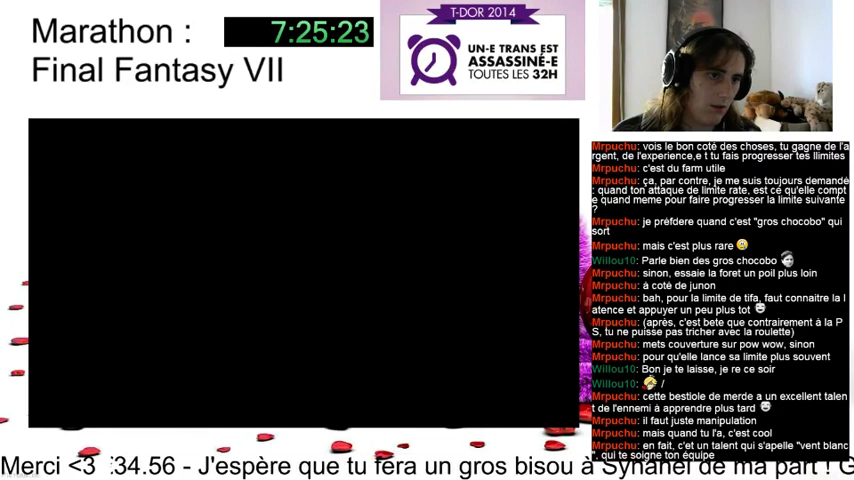 Marathon :
Final Fantasy VII
7:25:23
T-DOR 2014
UN-E TRANS EST
ASSASSINÉ-E
TOUTES LES 32H
Mrpuchu: vois le bon coté des choses, tu gagne de l'a
rgent, de l'experience,e t tu fais progresser tes llimites
Mrpuchu: c'est du farm utile
Mrpuchu: ça, par contre, je me suis toujours demandé
: quand ton attaque de limite rate, est ce qu'elle compt
e quand meme pour faire progresser la limite suivante
?
Mrpuchu: je préfdere quand c'est "gros chocobo" qui
sort
Mrpuchu: mais c'est plus rare
Willou10: Parle bien des gros chocobo
Mrpuchu: sinon, essaie la foret un poil plus loin
Mrpuchu: à coté de junon
Mrpuchu: bah, pour la limite de tifa, faut connaitre la l
atence et appuyer un peu plus tot
Mrpuchu: (après, c'est bete que contrairement à la P
S, tu ne puisse pas tricher avec la roulette)
Mrpuchu: mets couverture sur pow wow, sinon
Mrpuchu: pour qu'elle lance sa limite plus souvent
Willou10: Bon je te laisse, je re ce soir
Willou10: /
Mrpuchu: cette bestiole de merde a un excellent talen
t de l'ennemi à apprendre plus tard
Mrpuchu: il faut juste manipulation
Mrpuchu: mais quand tu l'a, c'est cool
Mrpuchu: en fait, c'et un talent qui s'apelle "vent blanc
", qui te soigne ton équipe
Merci <3 :34.56 - J'espère que tu fera un gros bisou à Synahel de ma part ! G